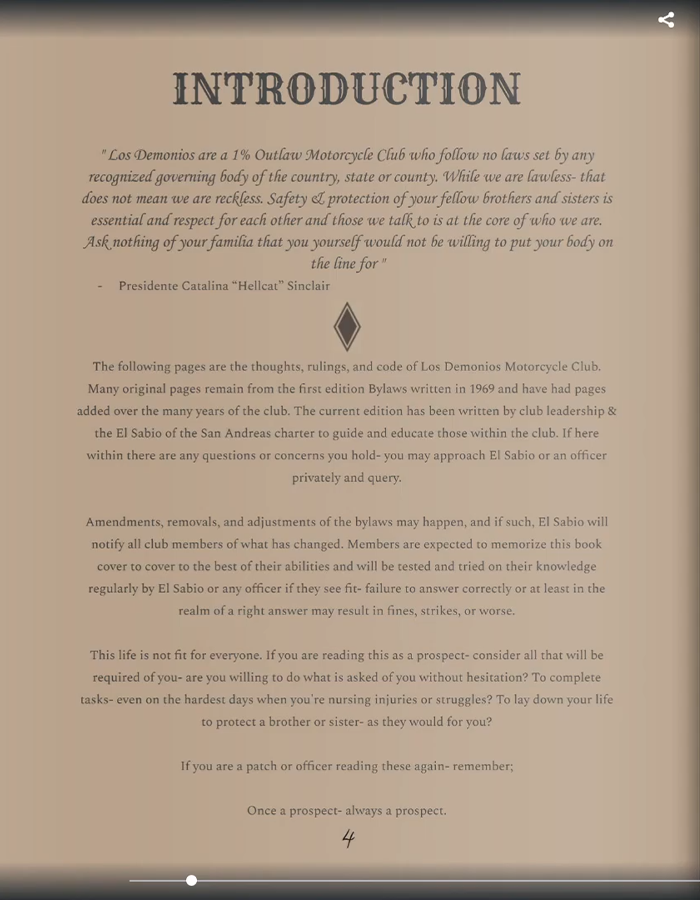 INTRODUCTION
" Los Demonios are a 1% Outlaw Motorcycle Club who follow no laws set by any
recognized governing body of the country, state or county. While we are lawless- that
does not mean we are reckless. Safety & protection of your fellow brothers and sisters is
essential and respect for each other and those we talk to is at the core of who we are.
Ask nothing of your familia that you yourself would not be willing to put your body on
the line for "
- Presidente Catalina “Hellcat” Sinclair
The following pages are the thoughts, rulings, and code of Los Demonios Motorcycle Club.
Many original pages remain from the first edition Bylaws written in 1969 and have had pages
added over the many years of the club. The current edition has been written by club leadership &
the El Sabio of the San Andreas charter to guide and educate those within the club. If here
within there are any questions or concerns you hold- you may approach El Sabio or an officer
privately and query.
Amendments, removals, and adjustments of the bylaws may happen, and if such, El Sabio will
notify all club members of what has changed. Members are expected to memorize this book
cover to cover to the best of their abilities and will be tested and tried on their knowledge
regularly by El Sabio or any officer if they see fit- failure to answer correctly or at least in the
realm of a right answer may result in fines, strikes, or worse.
This life is not fit for everyone. If you are reading this as a prospect- consider all that will be
required of you- are you willing to do what is asked of you without hesitation? To complete
tasks- even on the hardest days when you're nursing injuries or struggles? To lay down your life
to protect a brother or sister- as they would for you?
If you are a patch or officer reading these again- remember;
Once a prospect- always a prospect.
4